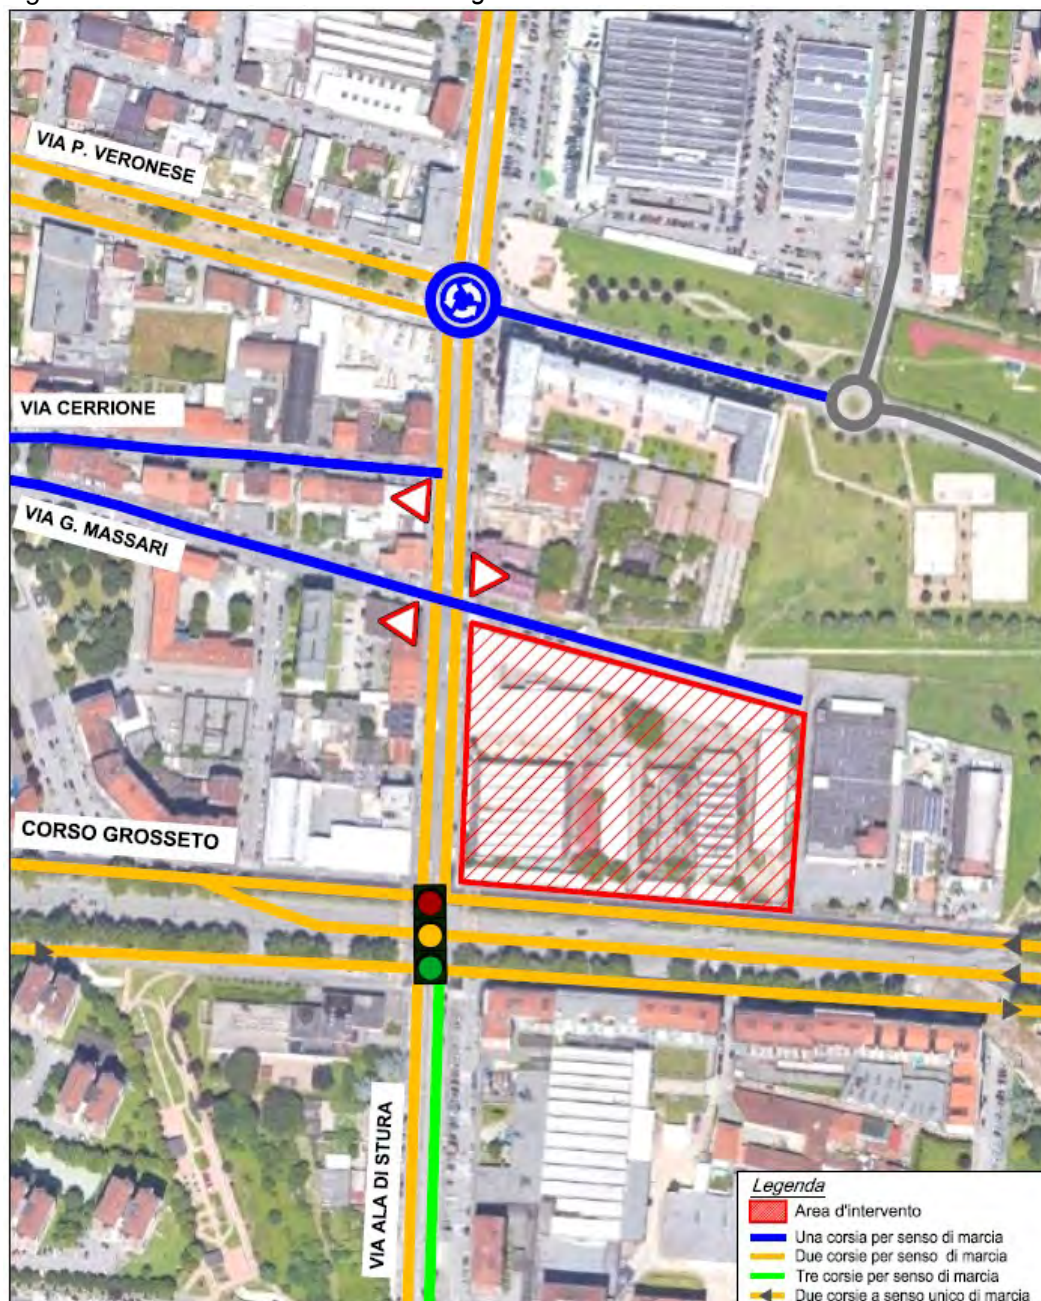 VIA P. VERONESE
VIA CERRIONE
VIA G. MASSARI
CORSO GROSSETO
VIA ALA DI STURA
Legenda
Area d'intervento
Una corsia per senso di marcia
Due corsie per senso di marcia
Tre corsie per senso di marcia
Due corsie a senso unico di marcia